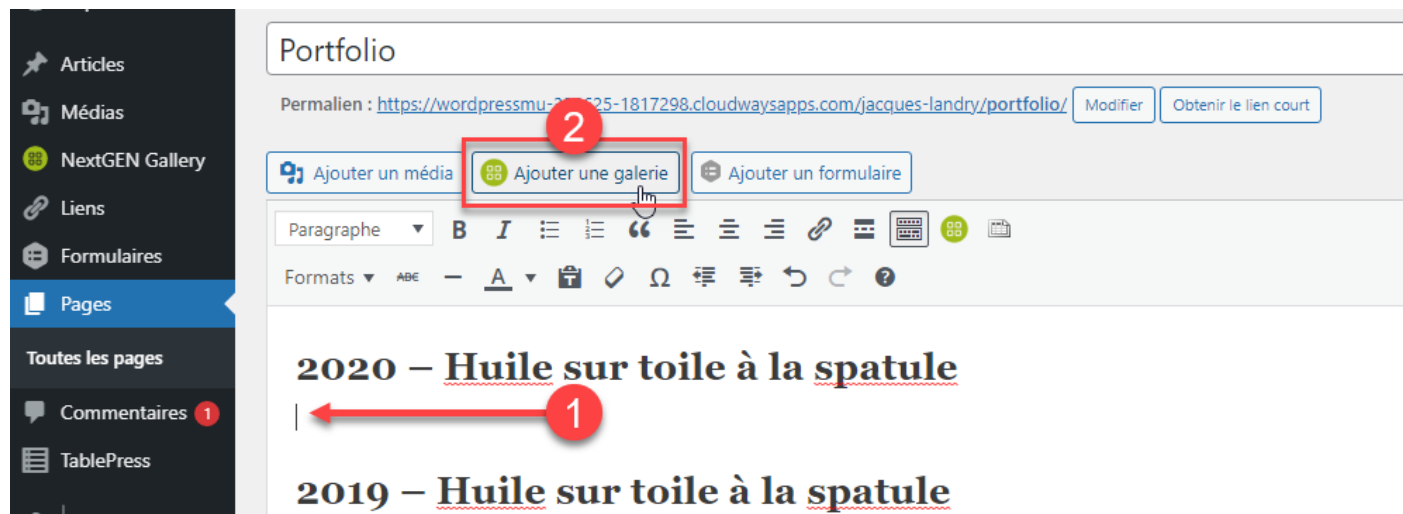 Portfolio
Articles
Permalien : https://wordpressmu- 625-1817298.cloudwaysapps.com/jacques-landry/portfolio/ Modifier Obtenir le lien court
Médias
2
NextGEN Gallery
Ajouter un média Ajouter une galerie Ajouter un formulaire
Liens
Paragraphe B I
Formulaires
Formats ABC A T Ω ?
Pages
Toutes les pages
2020 – Huile sur toile à la spatule
Commentaires 1
1
TablePress
2019 – Huile sur toile à la spatule